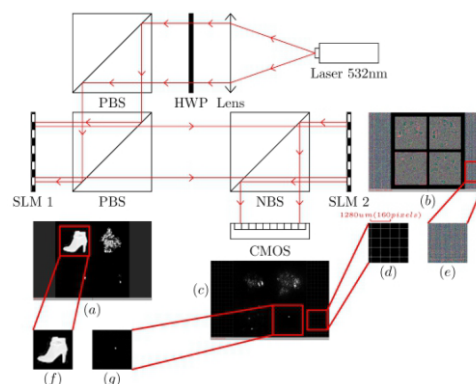 Laser 532nm
PBS
HWP
Lens
SLM 1
PBS
NBS
SLM 2
CMOS
(b)
1280um(160pixels)
(a)
(c)
(d)
(e)
(f)
(g)